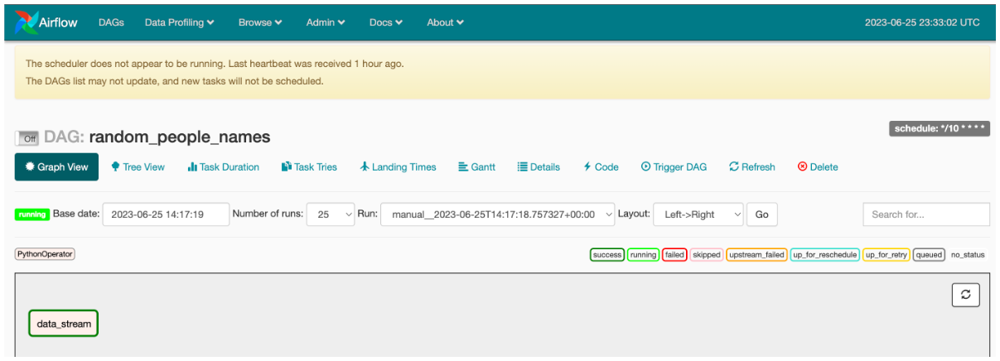 Airflow DAGs Data Profiling Browse Admin Docs About 2023-06-25 23:33:02 UTC
The scheduler does not appear to be running. Last heartbeat was received 1 hour ago.
The DAGs list may not update, and new tasks will not be scheduled.
schedule: */10 * * * *
Off DAG: random_people_names
Graph View Tree View Task Duration Task Tries Landing Times Gantt Details Code Trigger DAG Refresh Delete
running Base date: 2023-06-25 14:17:19 Number of runs: 25 Run: manual__2023-06-25T14:17:18.757327+00:00 Layout: Left->Right Go Search for...
PythonOperator success running failed skipped upstream_failed up_for_reschedule up_for_retry queued no_status
data_stream